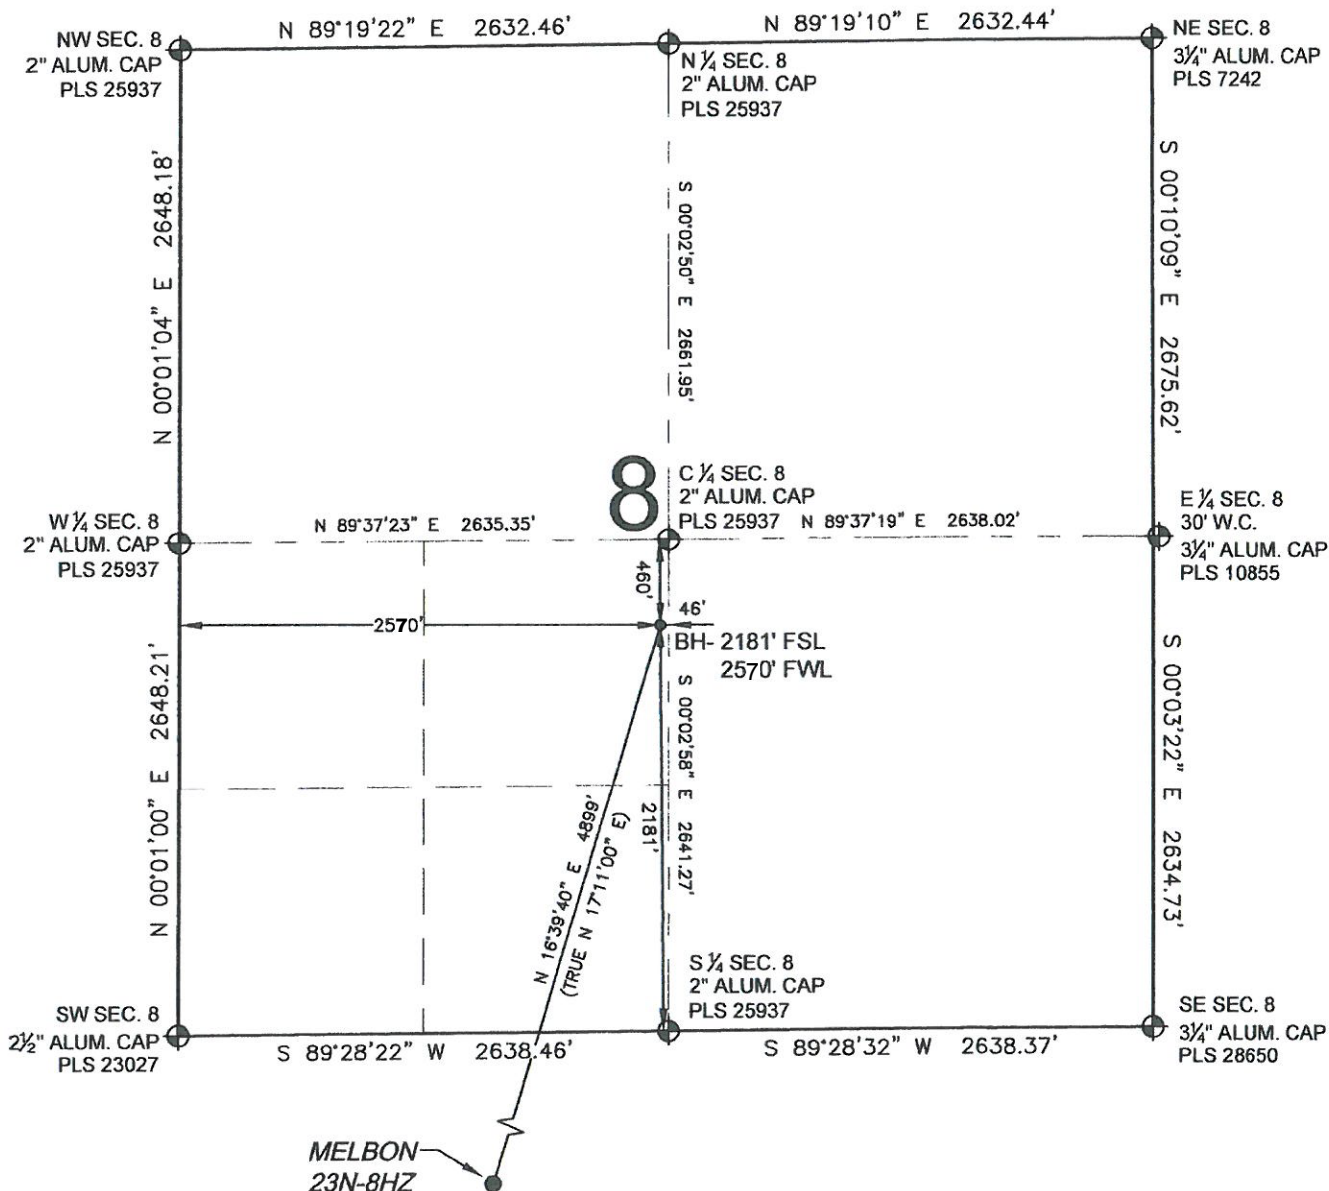 N 89°19'22" E 2632.46'
N 89°19'10" E 2632.44'
NW SEC. 8
2" ALUM. CAP
PLS 25937
N ¼ SEC. 8
2" ALUM. CAP
PLS 25937
NE SEC. 8
3¼" ALUM. CAP
PLS 7242
N 00°01'04" E 2648.18'
S 00°02'50" E 2661.95'
S 00°10'09" E 2675.62'
8
C ¼ SEC. 8
2" ALUM. CAP
PLS 25937
W ¼ SEC. 8
2" ALUM. CAP
PLS 25937
N 89°37'23" E 2635.35'
N 89°37'19" E 2638.02'
E ¼ SEC. 8
30' W.C.
3¼" ALUM. CAP
PLS 10855
460'
46'
2570'
BH- 2181' FSL
2570' FWL
N 00°01'00" E 2648.21'
S 00°02'58" E 2641.27'
2181'
S 00°03'22" E 2634.73'
N 16°39'40" E 4899'
(TRUE N 17°11'00" E)
S ¼ SEC. 8
2" ALUM. CAP
PLS 25937
SW SEC. 8
2½" ALUM. CAP
PLS 23027
S 89°28'22" W 2638.46'
S 89°28'32" W 2638.37'
SE SEC. 8
3¼" ALUM. CAP
PLS 28650
MELBON
23N-8HZ